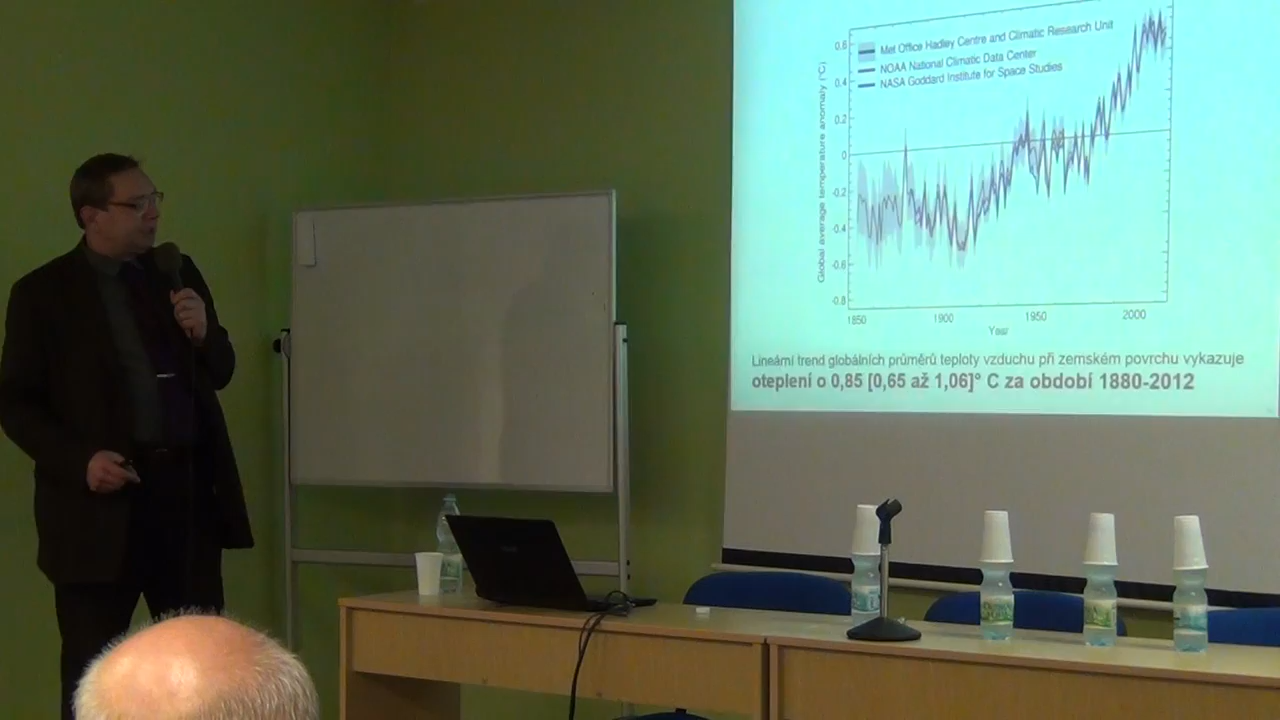 Met Office Hadley Centre and Climatic Research Unit
NOAA National Climatic Data Center
NASA Goddard Institute for Space Studies
Global average temperature anomaly (°C)
0.6
0.4
0.2
0
-0.2
-0.4
-0.6
-0.8
1850 1900 1950 2000
Year
Lineární trend globálních průměrů teploty vzduchu při zemském povrchu vykazuje
oteplení o 0,85 [0,65 až 1,06]° C za období 1880-2012